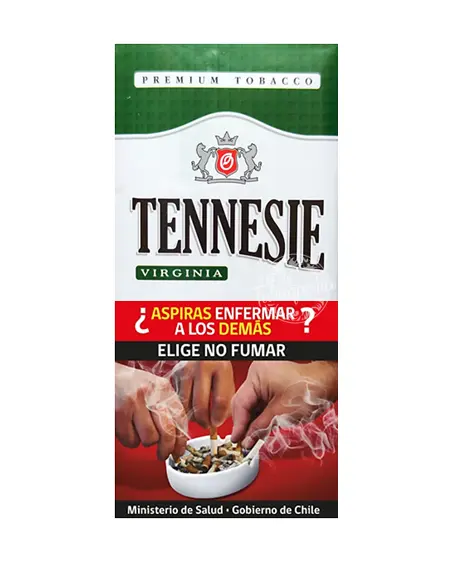 PREMIUM TOBACCO
TENNESIE
VIRGINIA
¿ ASPIRAS ENFERMAR
A LOS DEMÁS ?
ELIGE NO FUMAR
Ministerio de Salud · Gobierno de Chile